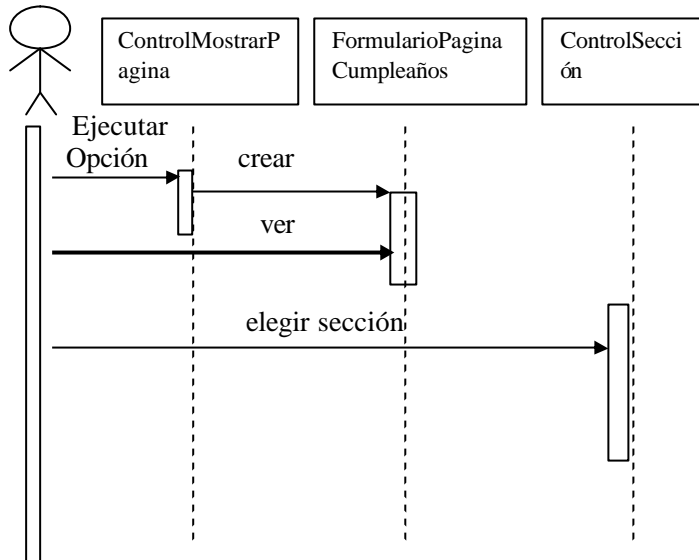 ControlMostrarP
agina
FormularioPagina
Cumpleaños
ControlSecci
ón
Ejecutar
Opción
crear
ver
elegir sección